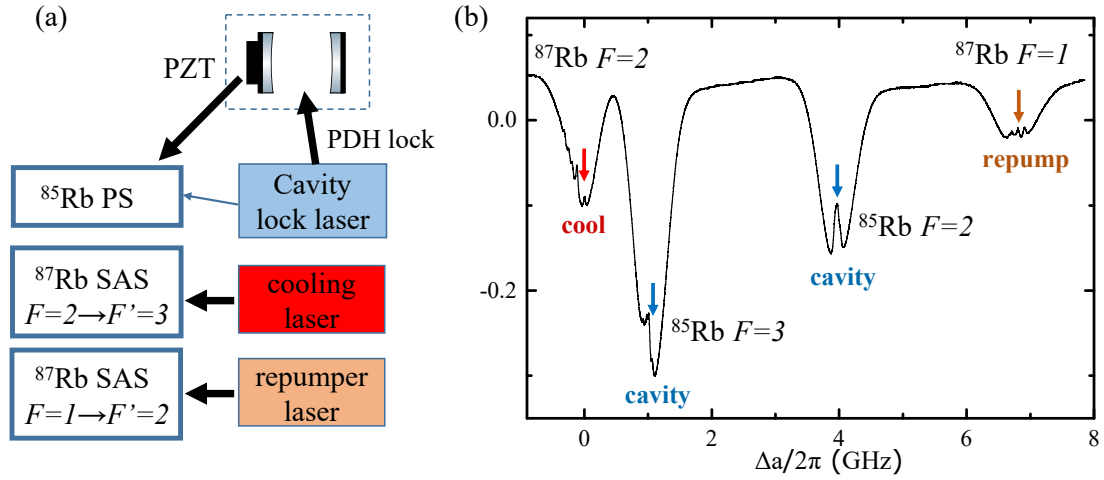 (a)
PZT
PDH lock
⁸⁵Rb PS
Cavity
lock laser
⁸⁷Rb SAS
F=2→F'=3
cooling
laser
⁸⁷Rb SAS
F=1→F'=2
repumper
laser
(b)
⁸⁷Rb F=2
⁸⁷Rb F=1
0.0
-0.2
cool
repump
⁸⁵Rb F=2
cavity
⁸⁵Rb F=3
cavity
0 2 4 6 8
Δa/2π (GHz)